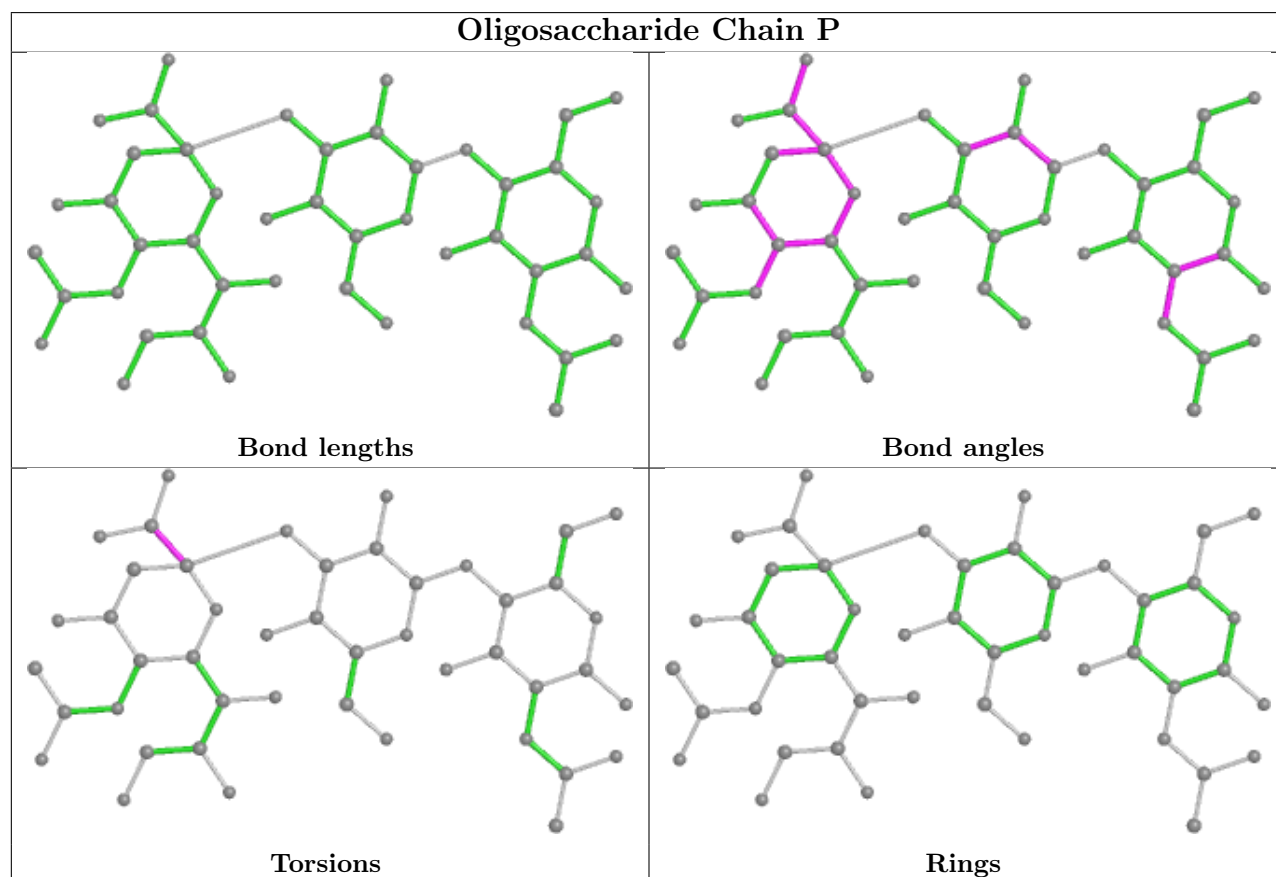 Oligosaccharide Chain P
Bond lengths
Bond angles
Torsions
Rings